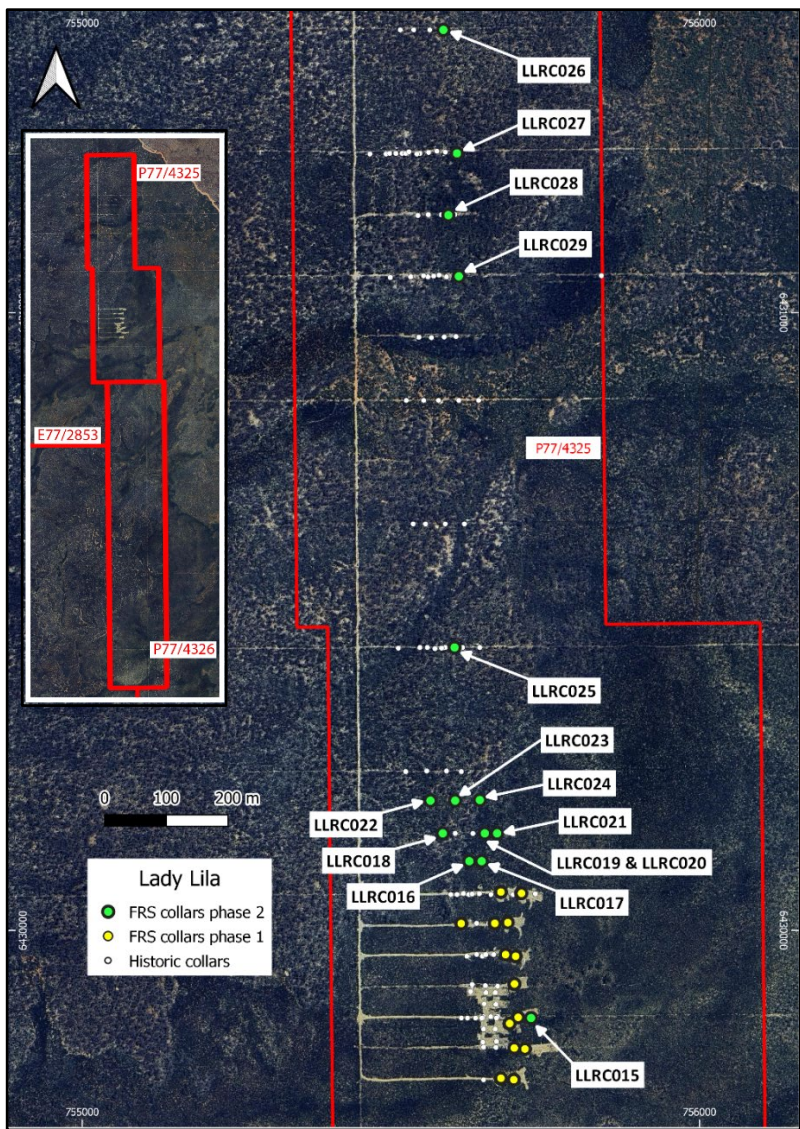 755000
756000
LLRC026
P77/4325
LLRC027
LLRC028
LLRC029
6431000
6431000
E77/2853
P77/4325
P77/4326
LLRC025
LLRC023
0 100 200 m
LLRC024
LLRC022
LLRC021
LLRC018
LLRC019 & LLRC020
Lady Lila
LLRC016
LLRC017
FRS collars phase 2
FRS collars phase 1
Historic collars
6430000
6430000
LLRC015
755000
756000